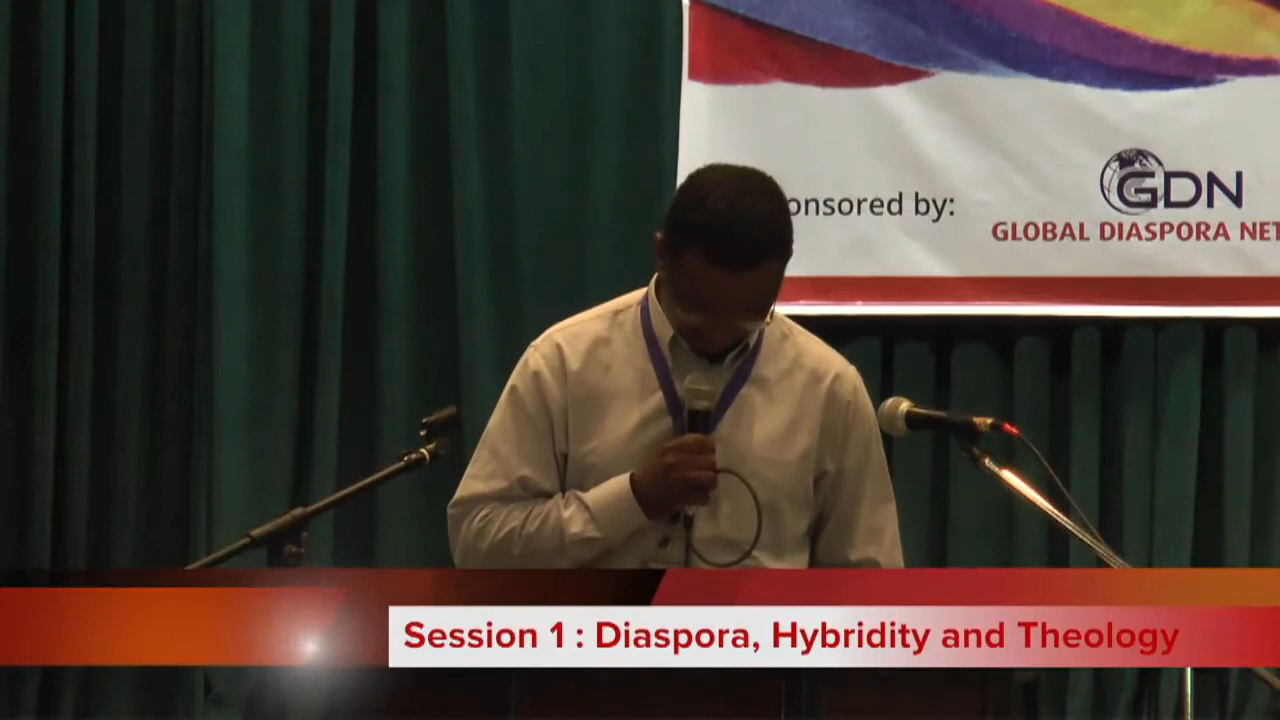 onsored by:
GDN
GLOBAL DIASPORA NET
Session 1 : Diaspora, Hybridity and Theology